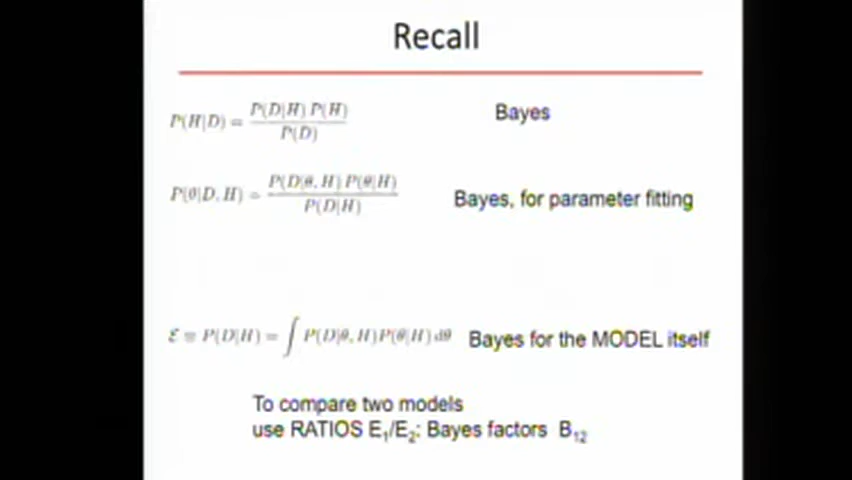 Recall
P(H|D) = P(D|H) P(H) / P(D)
Bayes
P(θ|D, H) = P(D|θ, H) P(θ|H) / P(D|H)
Bayes, for parameter fitting
ℰ ≡ P(D|H) = ∫ P(D|θ, H)P(θ|H) dθ
Bayes for the MODEL itself
To compare two models
use RATIOS E₁/E₂: Bayes factors B₁₂